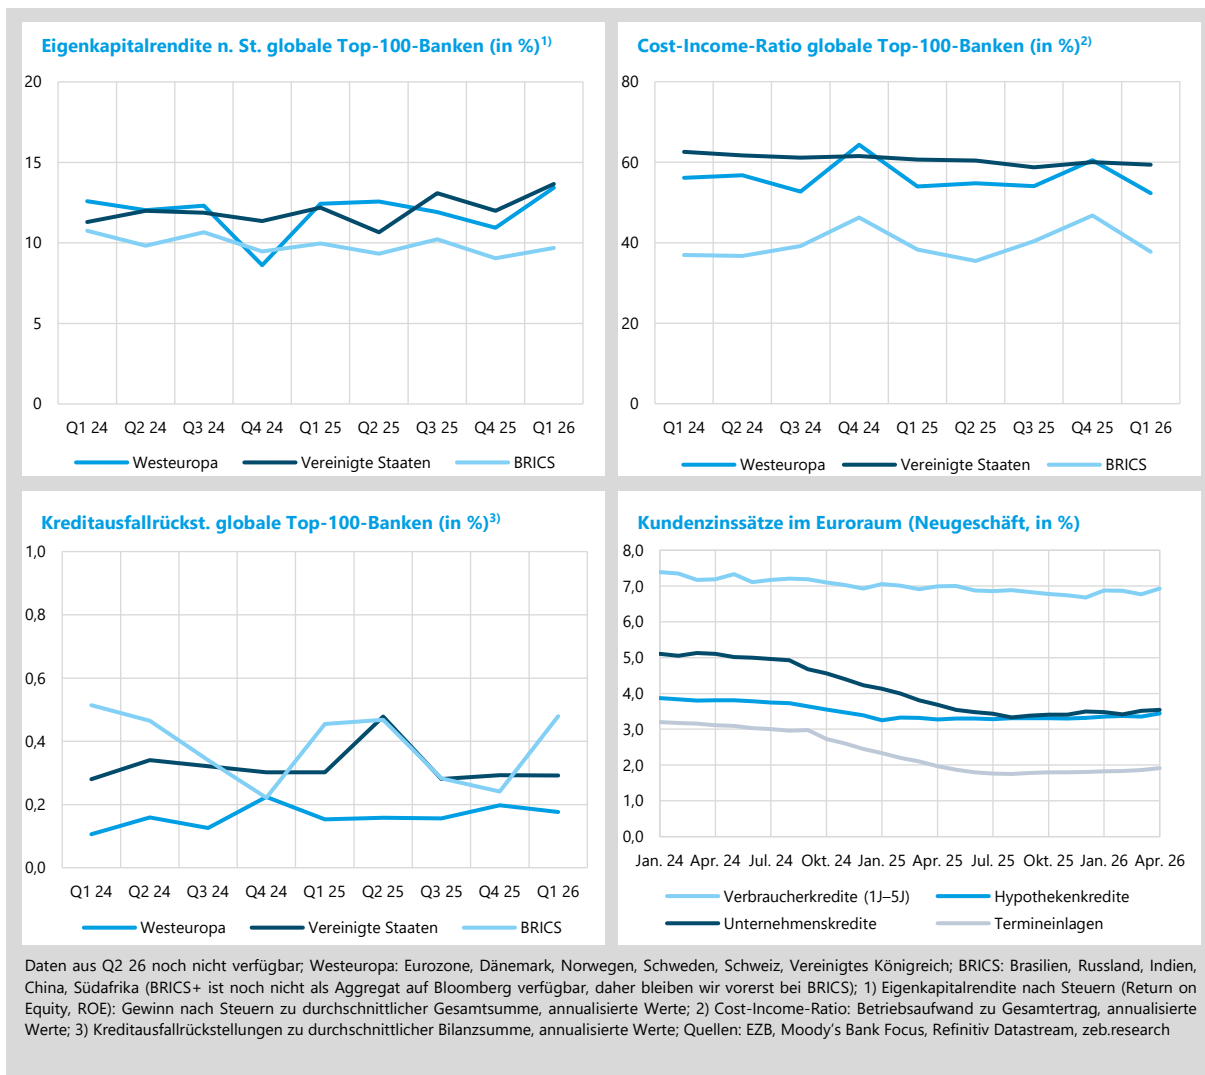 Eigenkapitalrendite n. St. globale Top-100-Banken (in %)1)
20
15
10
5
0
Q1 24 Q2 24 Q3 24 Q4 24 Q1 25 Q2 25 Q3 25 Q4 25 Q1 26
Westeuropa Vereinigte Staaten BRICS
Cost-Income-Ratio globale Top-100-Banken (in %)2)
80
60
40
20
0
Q1 24 Q2 24 Q3 24 Q4 24 Q1 25 Q2 25 Q3 25 Q4 25 Q1 26
Westeuropa Vereinigte Staaten BRICS
Kreditausfallrückst. globale Top-100-Banken (in %)3)
1,0
0,8
0,6
0,4
0,2
0,0
Q1 24 Q2 24 Q3 24 Q4 24 Q1 25 Q2 25 Q3 25 Q4 25 Q1 26
Westeuropa Vereinigte Staaten BRICS
Kundenzinssätze im Euroraum (Neugeschäft, in %)
8,0
7,0
6,0
5,0
4,0
3,0
2,0
1,0
0,0
Jan. 24 Apr. 24 Jul. 24 Okt. 24 Jan. 25 Apr. 25 Jul. 25 Okt. 25 Jan. 26 Apr. 26
Verbraucherkredite (1J–5J) Hypothekenkredite
Unternehmenskredite Termineinlagen
Daten aus Q2 26 noch nicht verfügbar; Westeuropa: Eurozone, Dänemark, Norwegen, Schweden, Schweiz, Vereinigtes Königreich; BRICS: Brasilien, Russland, Indien,
China, Südafrika (BRICS+ ist noch nicht als Aggregat auf Bloomberg verfügbar, daher bleiben wir vorerst bei BRICS); 1) Eigenkapitalrendite nach Steuern (Return on
Equity, ROE): Gewinn nach Steuern zu durchschnittlicher Gesamtsumme, annualisierte Werte; 2) Cost-Income-Ratio: Betriebsaufwand zu Gesamtertrag, annualisierte
Werte; 3) Kreditausfallrückstellungen zu durchschnittlicher Bilanzsumme, annualisierte Werte; Quellen: EZB, Moody’s Bank Focus, Refinitiv Datastream, zeb.research